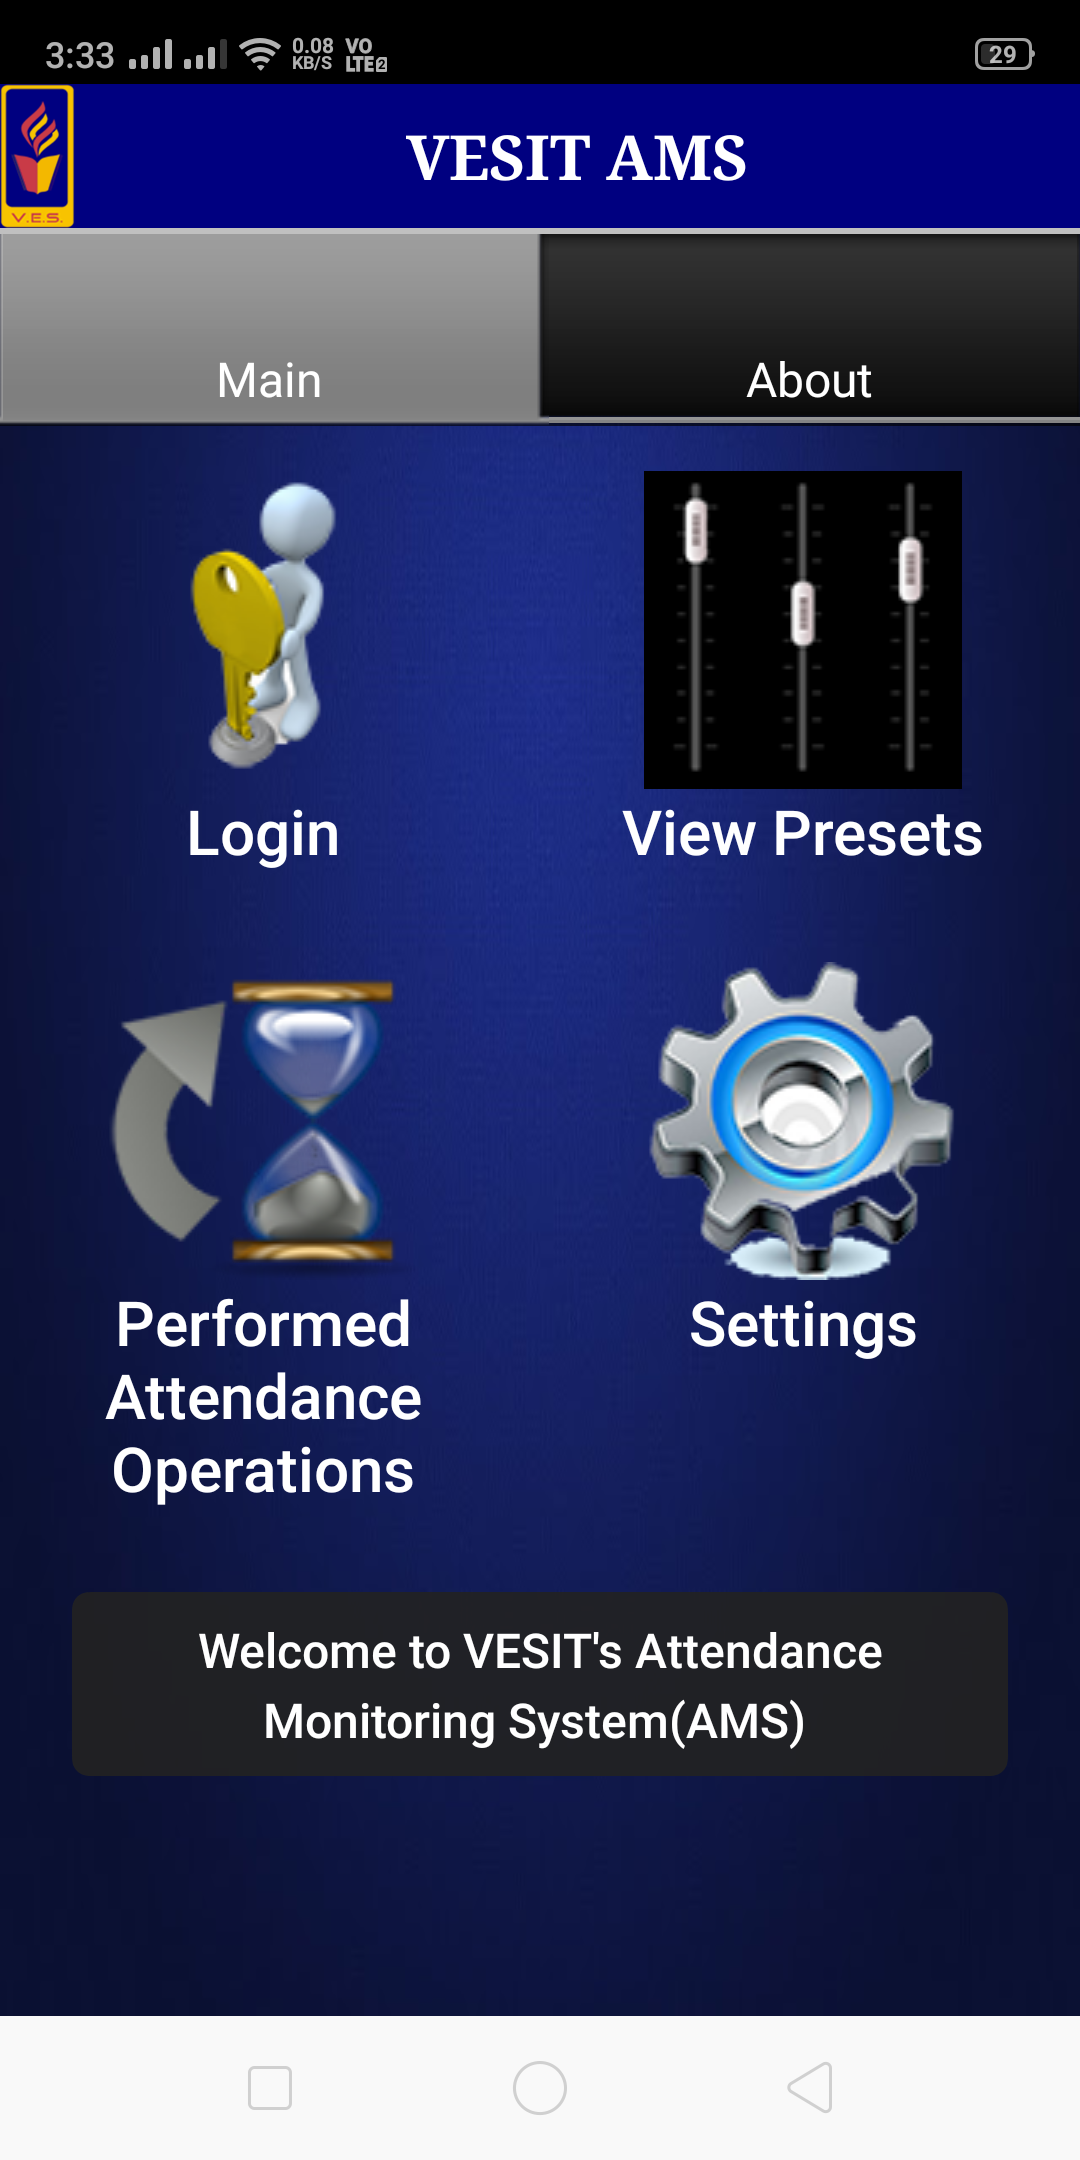 3:33
0.08
KB/S
VO
LTE2
29
V.E.S.
VESIT AMS
Main
About
Login
View Presets
Performed
Attendance
Operations
Settings
Welcome to VESIT's Attendance
Monitoring System(AMS)